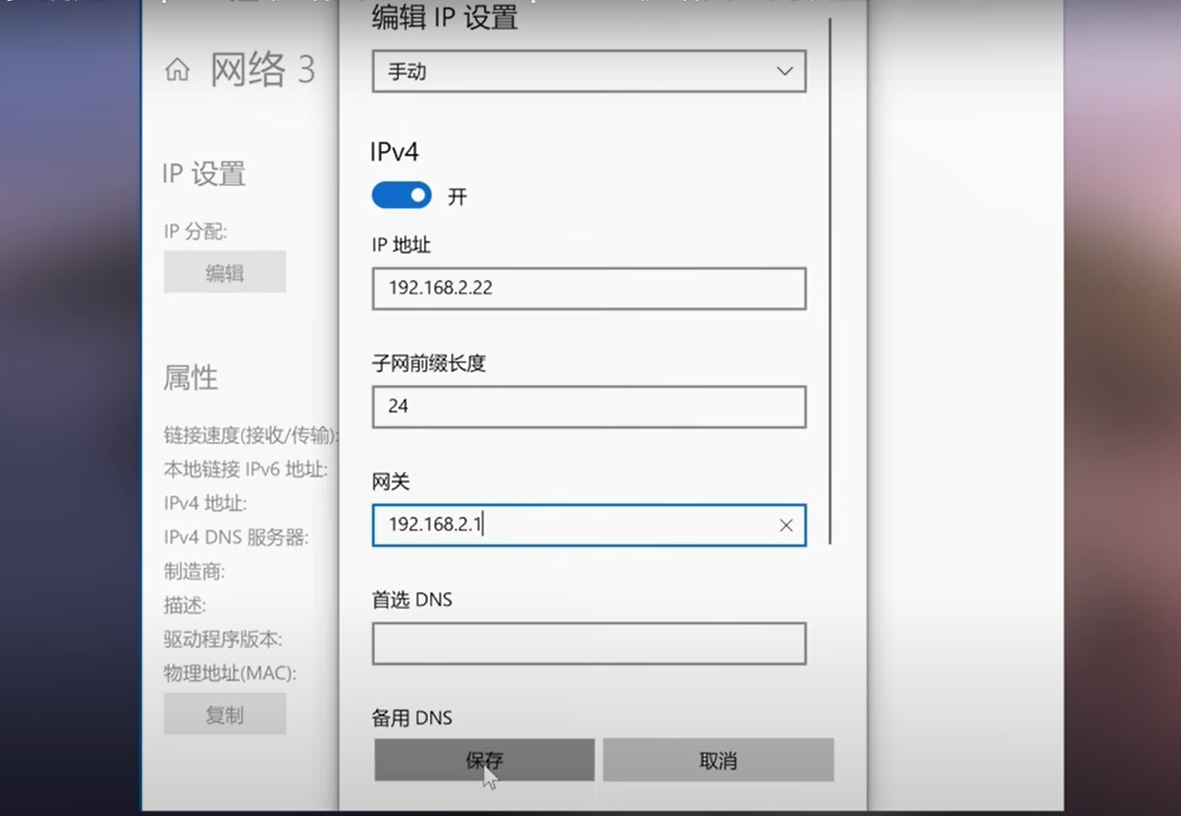 编辑 IP 设置
网络 3
手动
IPv4
IP 设置
开
IP 分配:
IP 地址
编辑
192.168.2.22
子网前缀长度
属性
24
链接速度(接收/传输):
本地链接 IPv6 地址:
网关
IPv4 地址:
192.168.2.1
IPv4 DNS 服务器:
制造商:
首选 DNS
描述:
驱动程序版本:
物理地址(MAC):
复制
备用 DNS
保存
取消